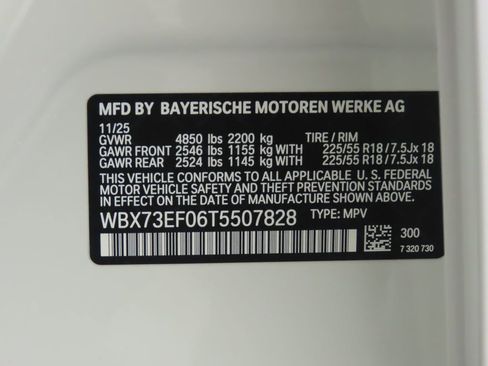 MFD BY BAYERISCHE MOTOREN WERKE AG
11/25
GVWR 4850 lbs 2200 kg TIRE / RIM
GAWR FRONT 2546 lbs 1155 kg 225/55 R18 / 7.5Jx 18
GAWR REAR 2524 lbs 1145 kg 225/55 R18 / 7.5Jx 18
THIS VEHICLE CONFORMS TO ALL APPLICABLE U. S. FEDERAL
MOTOR VEHICLE SAFETY AND THEFT PREVENTION STANDARDS
IN EFFECT ON THE DATE OF MANUFACTURE SHOWN ABOVE.
WBX73EF06T5507828 TYPE: MPV
300
7 320 730